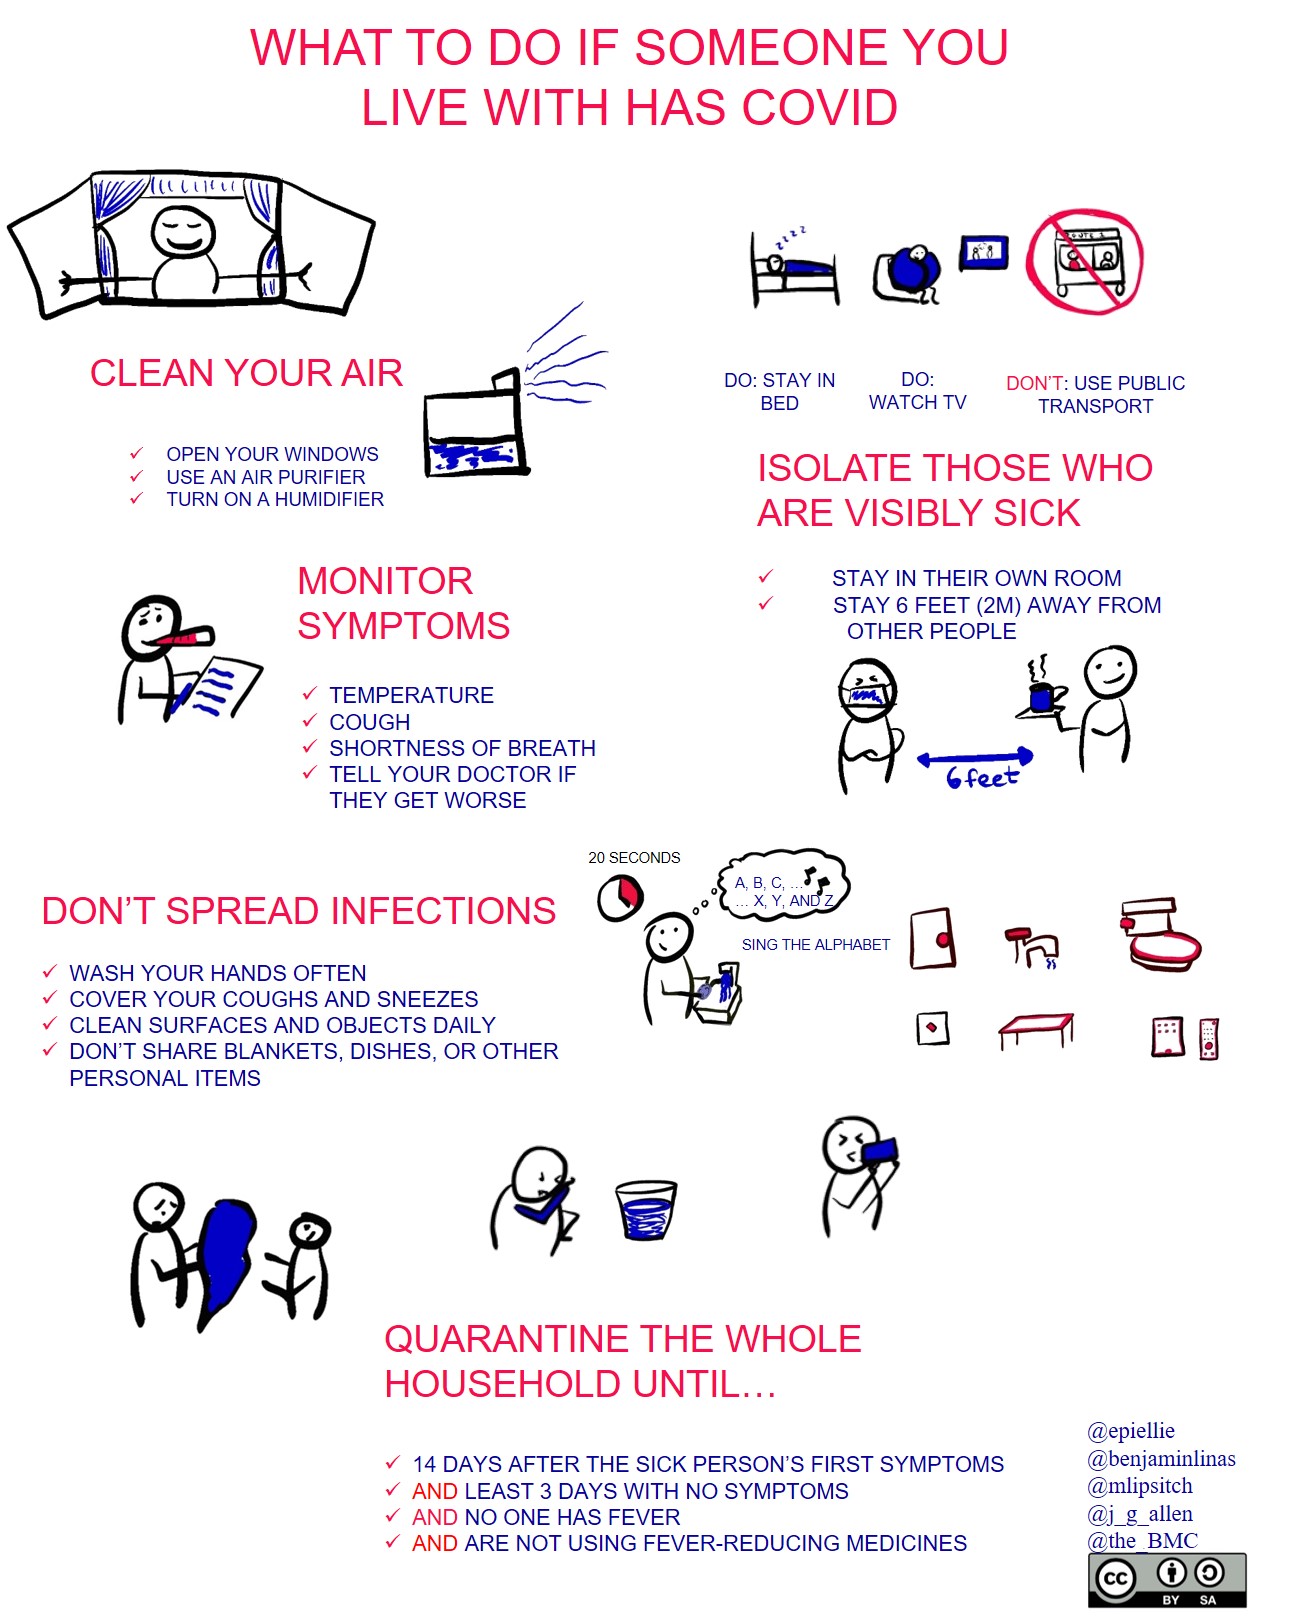 WHAT TO DO IF SOMEONE YOU
LIVE WITH HAS COVID
CLEAN YOUR AIR
✓ OPEN YOUR WINDOWS
✓ USE AN AIR PURIFIER
✓ TURN ON A HUMIDIFIER
zzzz
DO: STAY IN
BED
DO:
WATCH TV
DON'T: USE PUBLIC
TRANSPORT
ISOLATE THOSE WHO
ARE VISIBLY SICK
✓ STAY IN THEIR OWN ROOM
✓ STAY 6 FEET (2M) AWAY FROM
OTHER PEOPLE
6 feet
MONITOR
SYMPTOMS
✓ TEMPERATURE
✓ COUGH
✓ SHORTNESS OF BREATH
✓ TELL YOUR DOCTOR IF
THEY GET WORSE
DON'T SPREAD INFECTIONS
✓ WASH YOUR HANDS OFTEN
✓ COVER YOUR COUGHS AND SNEEZES
✓ CLEAN SURFACES AND OBJECTS DAILY
✓ DON'T SHARE BLANKETS, DISHES, OR OTHER
PERSONAL ITEMS
20 SECONDS
A, B, C, ...
... X, Y, AND Z
SING THE ALPHABET
QUARANTINE THE WHOLE
HOUSEHOLD UNTIL...
✓ 14 DAYS AFTER THE SICK PERSON'S FIRST SYMPTOMS
✓ AND LEAST 3 DAYS WITH NO SYMPTOMS
✓ AND NO ONE HAS FEVER
✓ AND ARE NOT USING FEVER-REDUCING MEDICINES
@epiellie
@benjaminlinas
@mlipsitch
@j_g_allen
@the_BMC
cc
BY SA